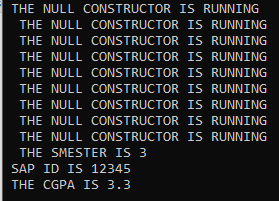 THE NULL CONSTRUCTOR IS RUNNING
THE NULL CONSTRUCTOR IS RUNNING
THE NULL CONSTRUCTOR IS RUNNING
THE NULL CONSTRUCTOR IS RUNNING
THE NULL CONSTRUCTOR IS RUNNING
THE NULL CONSTRUCTOR IS RUNNING
THE NULL CONSTRUCTOR IS RUNNING
THE NULL CONSTRUCTOR IS RUNNING
THE NULL CONSTRUCTOR IS RUNNING
THE SMESTER IS 3
SAP ID IS 12345
THE CGPA IS 3.3